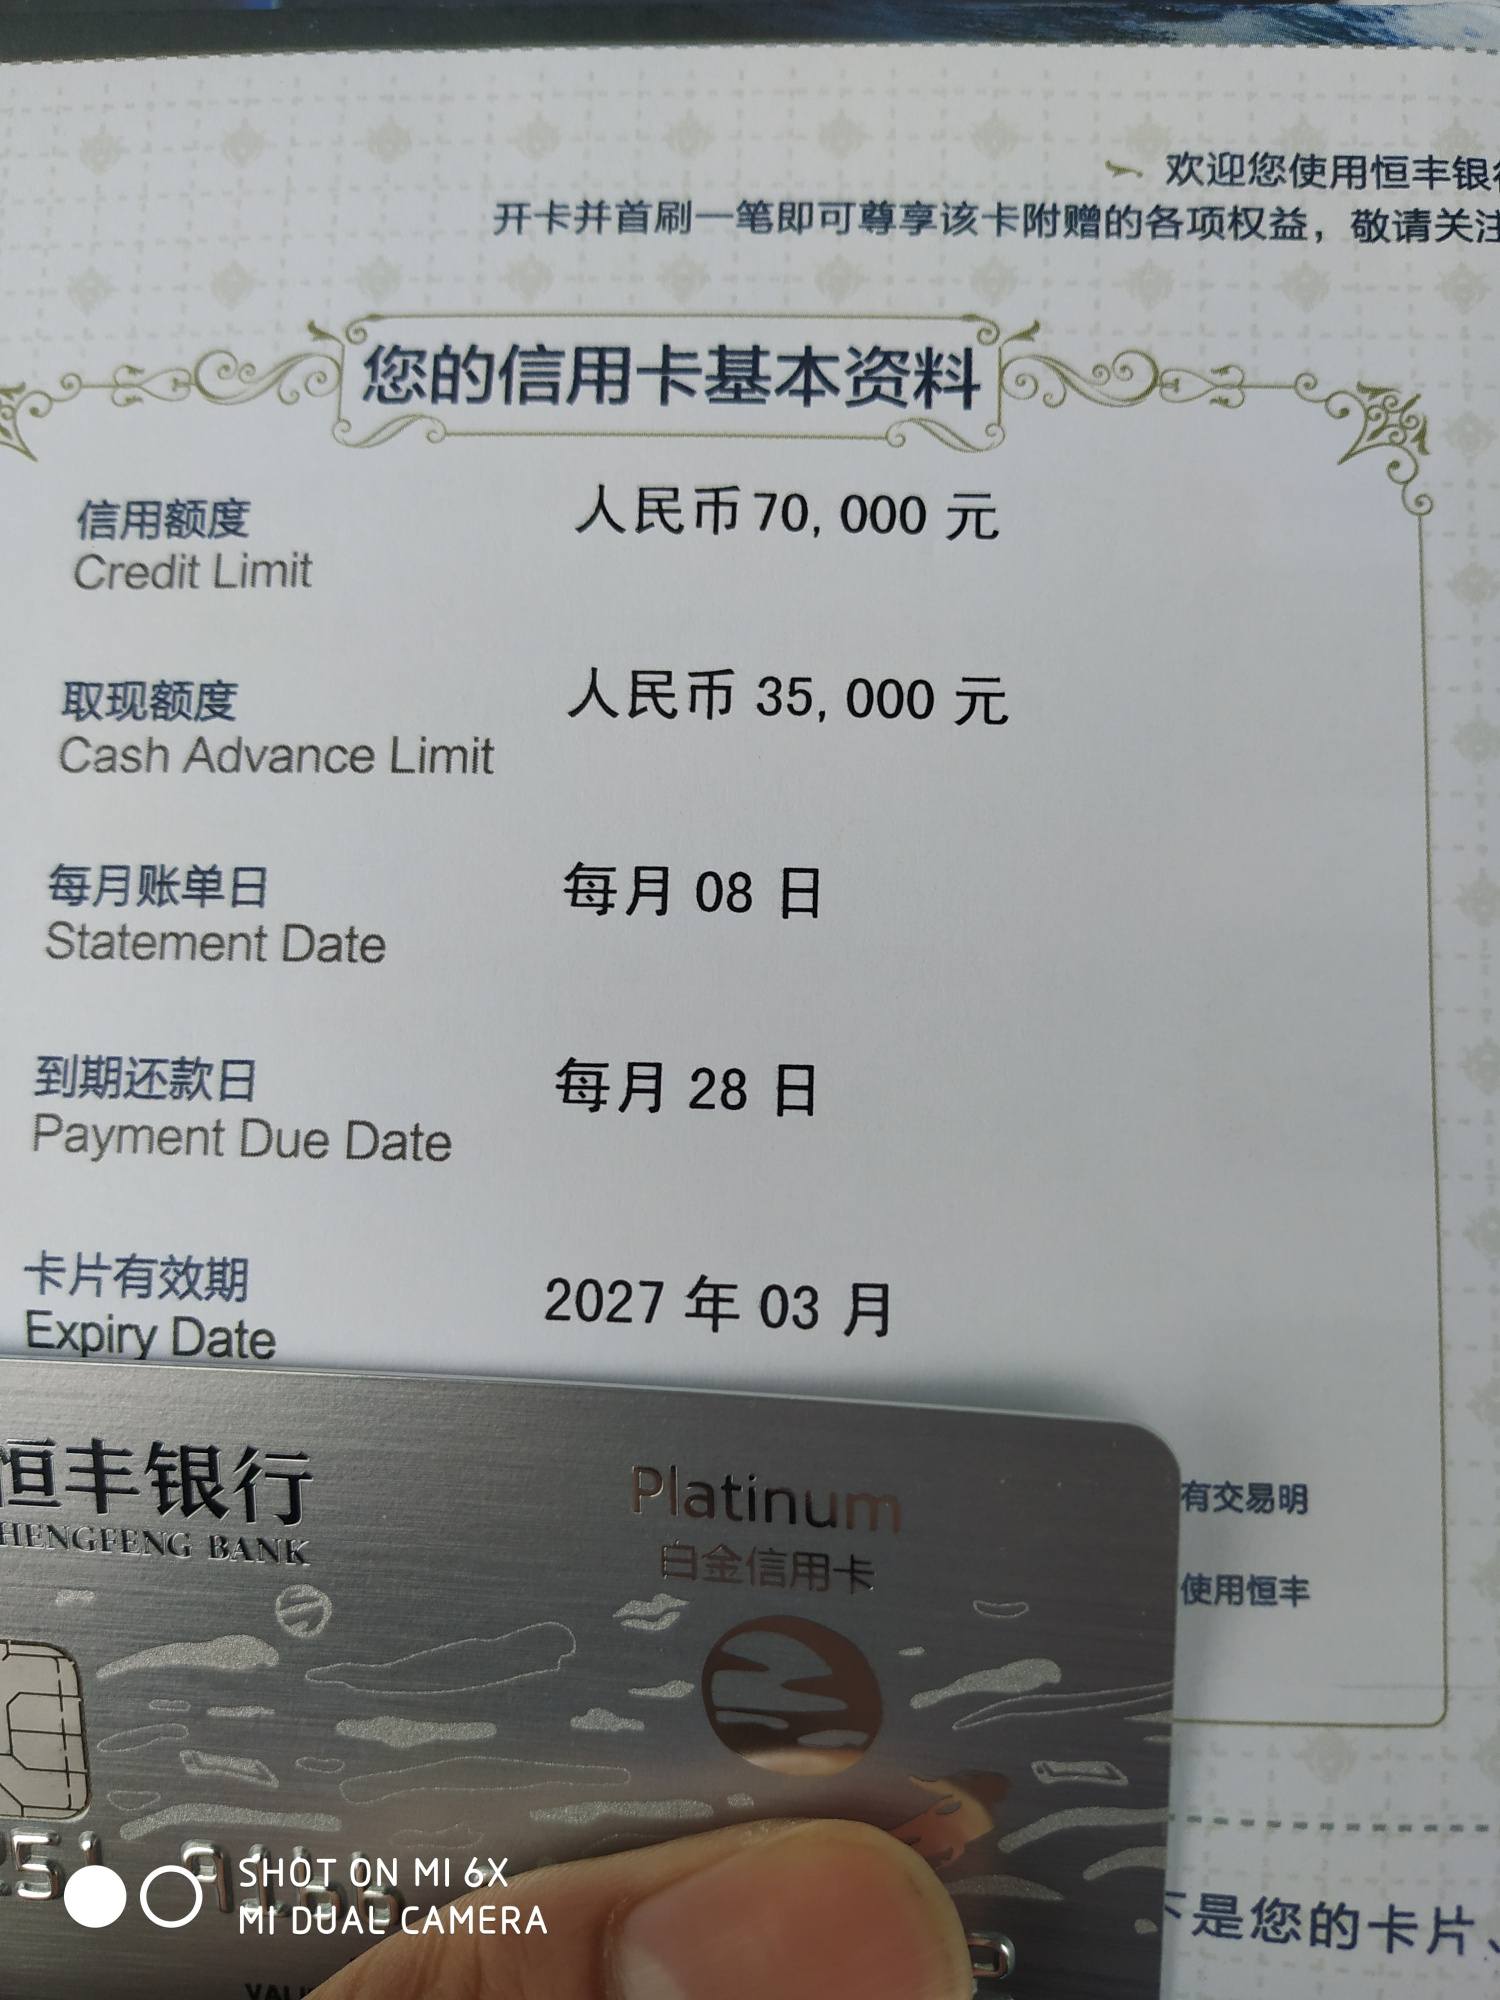 欢迎您使用恒丰银
开卡并首刷一笔即可尊享该卡附赠的各项权益，敬请关注
您的信用卡基本资料
信用额度 人民币70,000 元
Credit Limit
取现额度 人民币 35,000 元
Cash Advance Limit
每月账单日 每月 08 日
Statement Date
到期还款日 每月 28 日
Payment Due Date
卡片有效期 2027 年 03 月
Expiry Date
恒丰银行 Platinum
HENGFENG BANK 白金信用卡
有交易明
使用恒丰
是您的卡片、
SHOT ON MI 6X
MI DUAL CAMERA